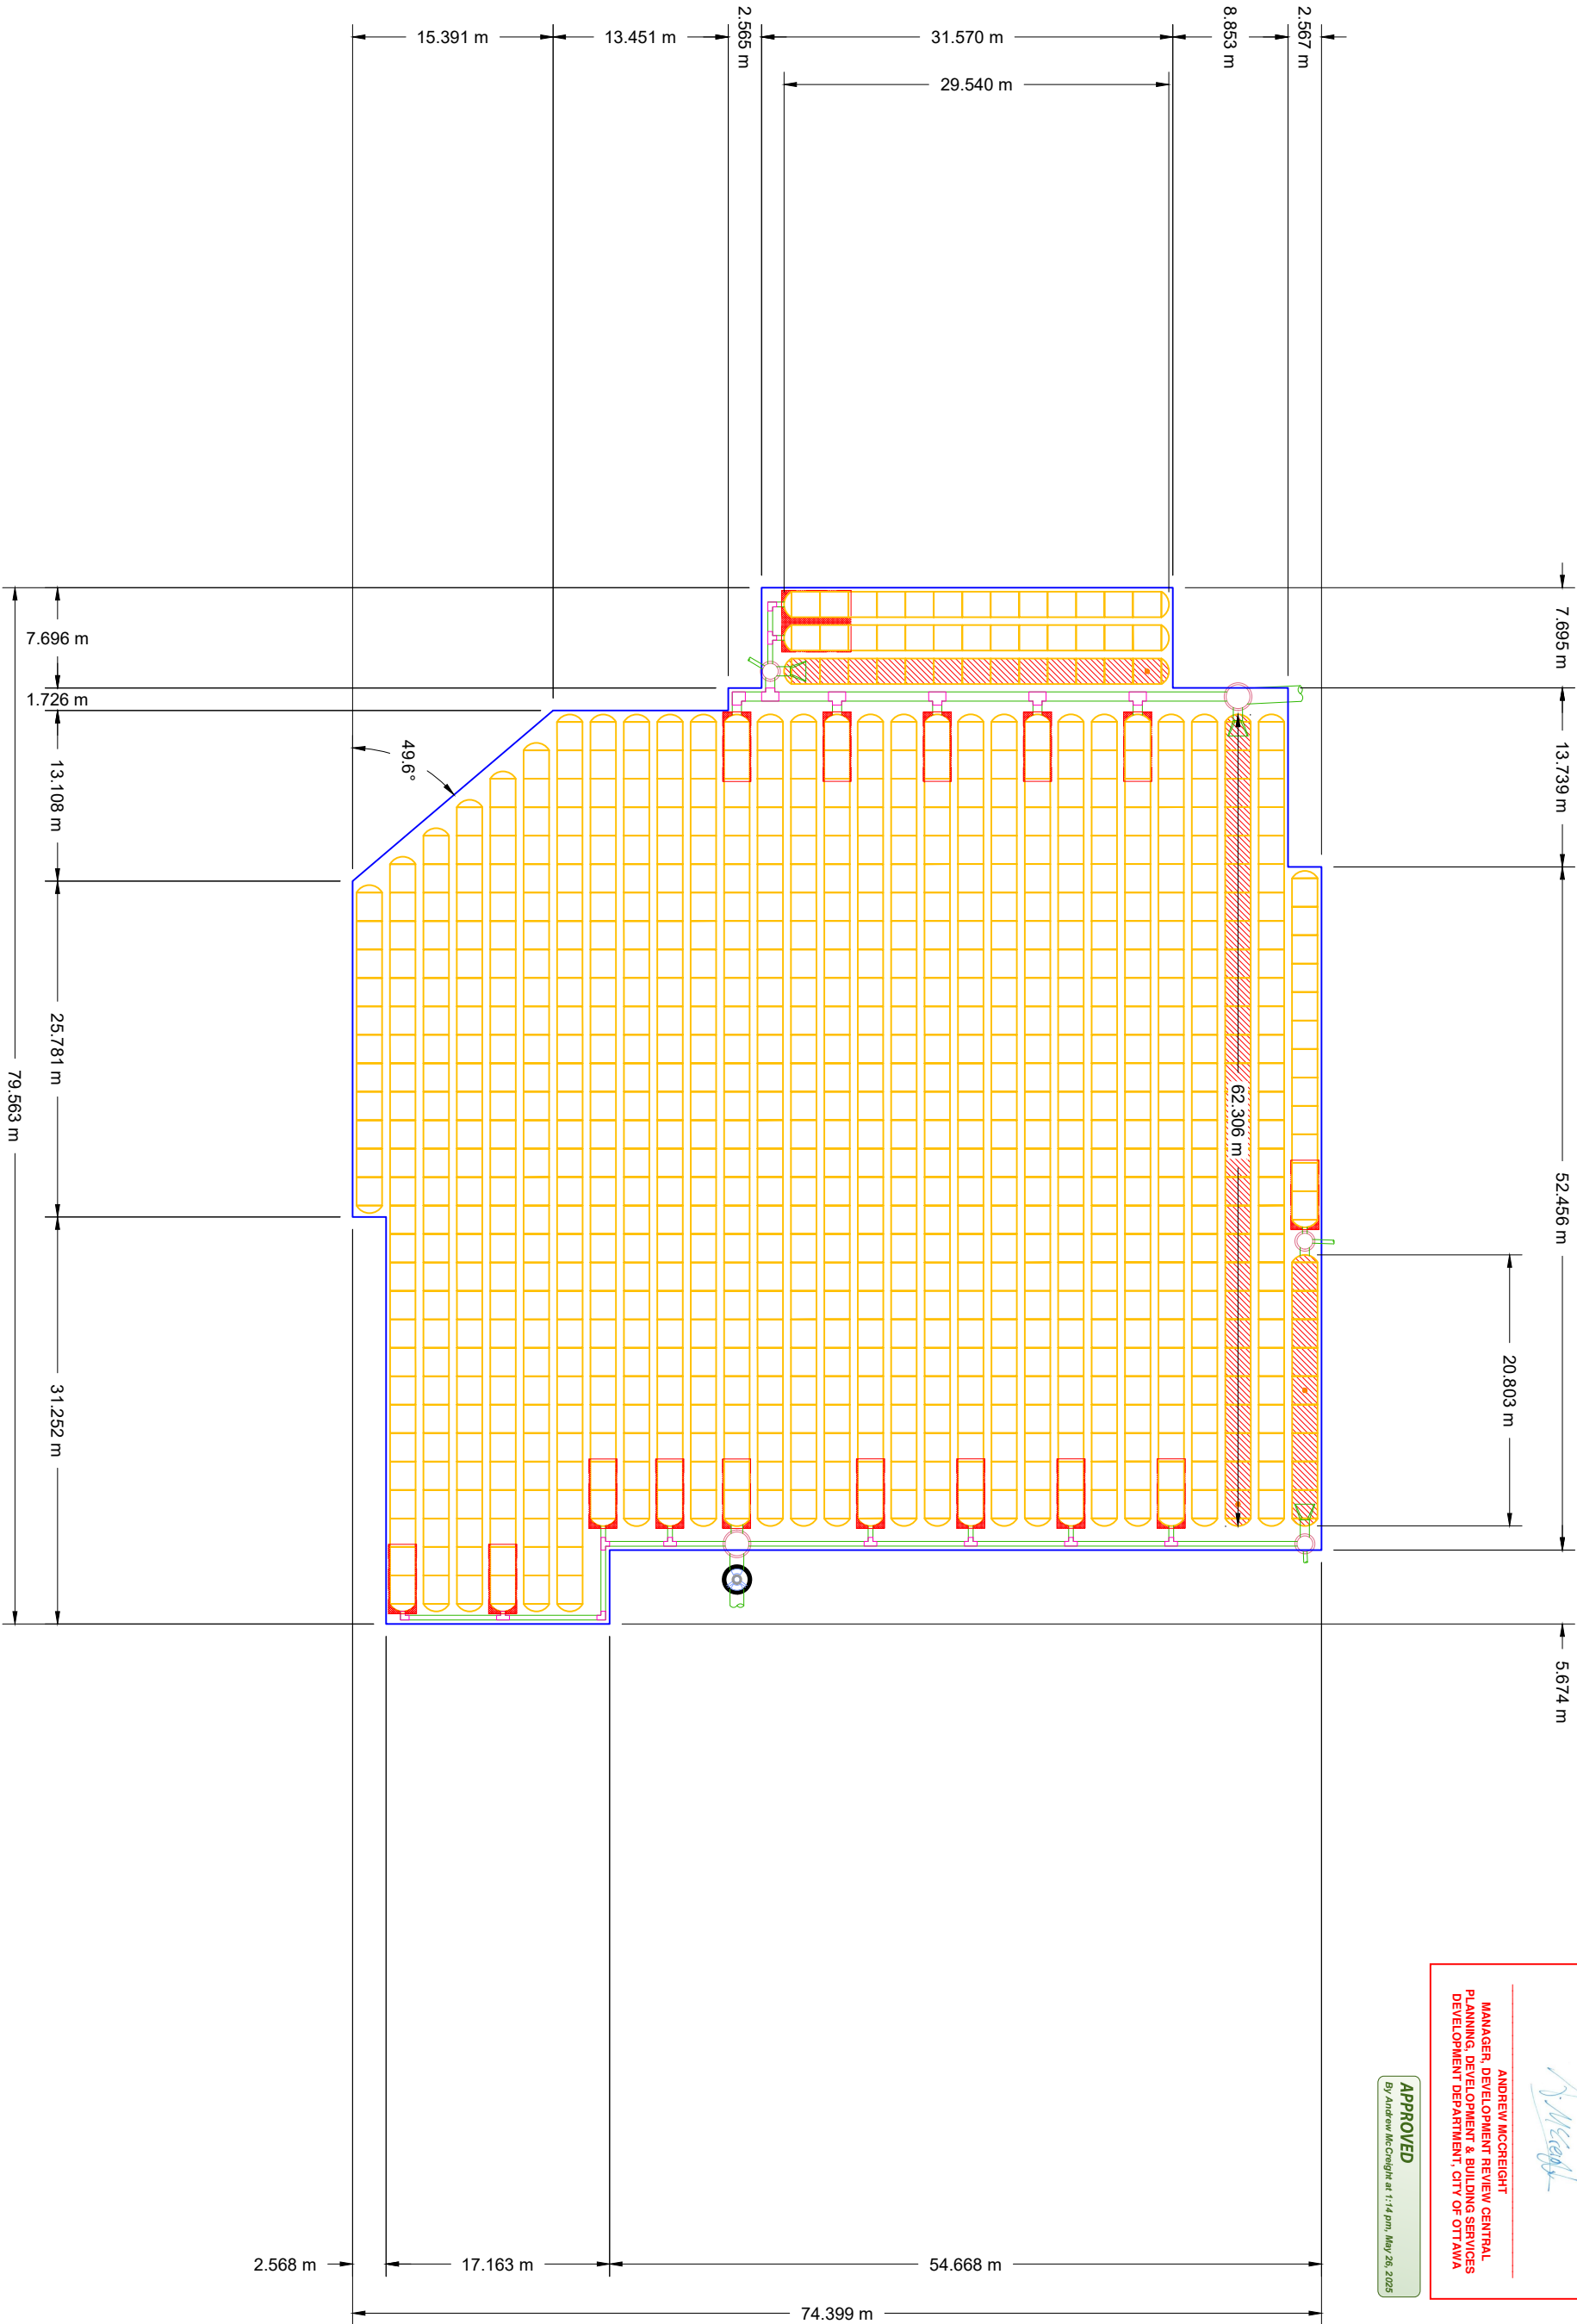 15.391 m
13.451 m
2.565 m
31.570 m
8.853 m
2.567 m
29.540 m
7.696 m
1.726 m
13.108 m
25.781 m
31.252 m
79.563 m
49.6°
62.306 m
7.695 m
13.739 m
52.456 m
20.803 m
5.674 m
2.568 m
17.163 m
54.668 m
74.399 m
ANDREW MCCREIGHT
MANAGER, DEVELOPMENT REVIEW CENTRAL
PLANNING, DEVELOPMENT & BUILDING SERVICES
DEVELOPMENT DEPARTMENT, CITY OF OTTAWA
APPROVED
By Andrew McCreight at 1:14 pm, May 26, 2025